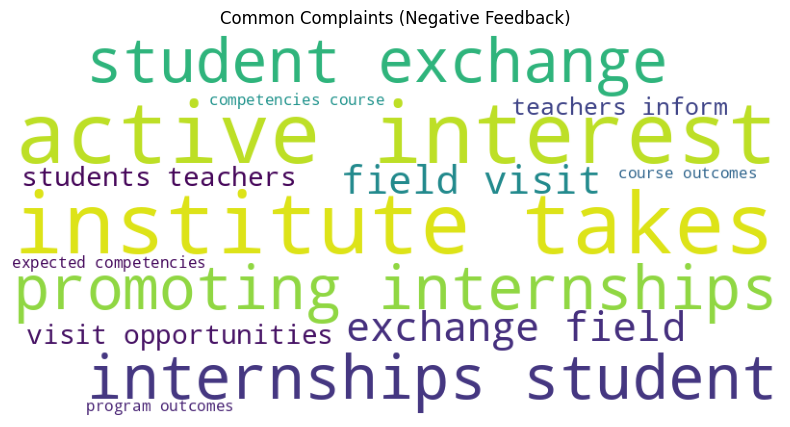 Common Complaints (Negative Feedback)
student exchange
competencies course
teachers inform
active interest
students teachers
field visit
course outcomes
institute takes
expected competencies
promoting internships
visit opportunities
exchange field
internships student
program outcomes